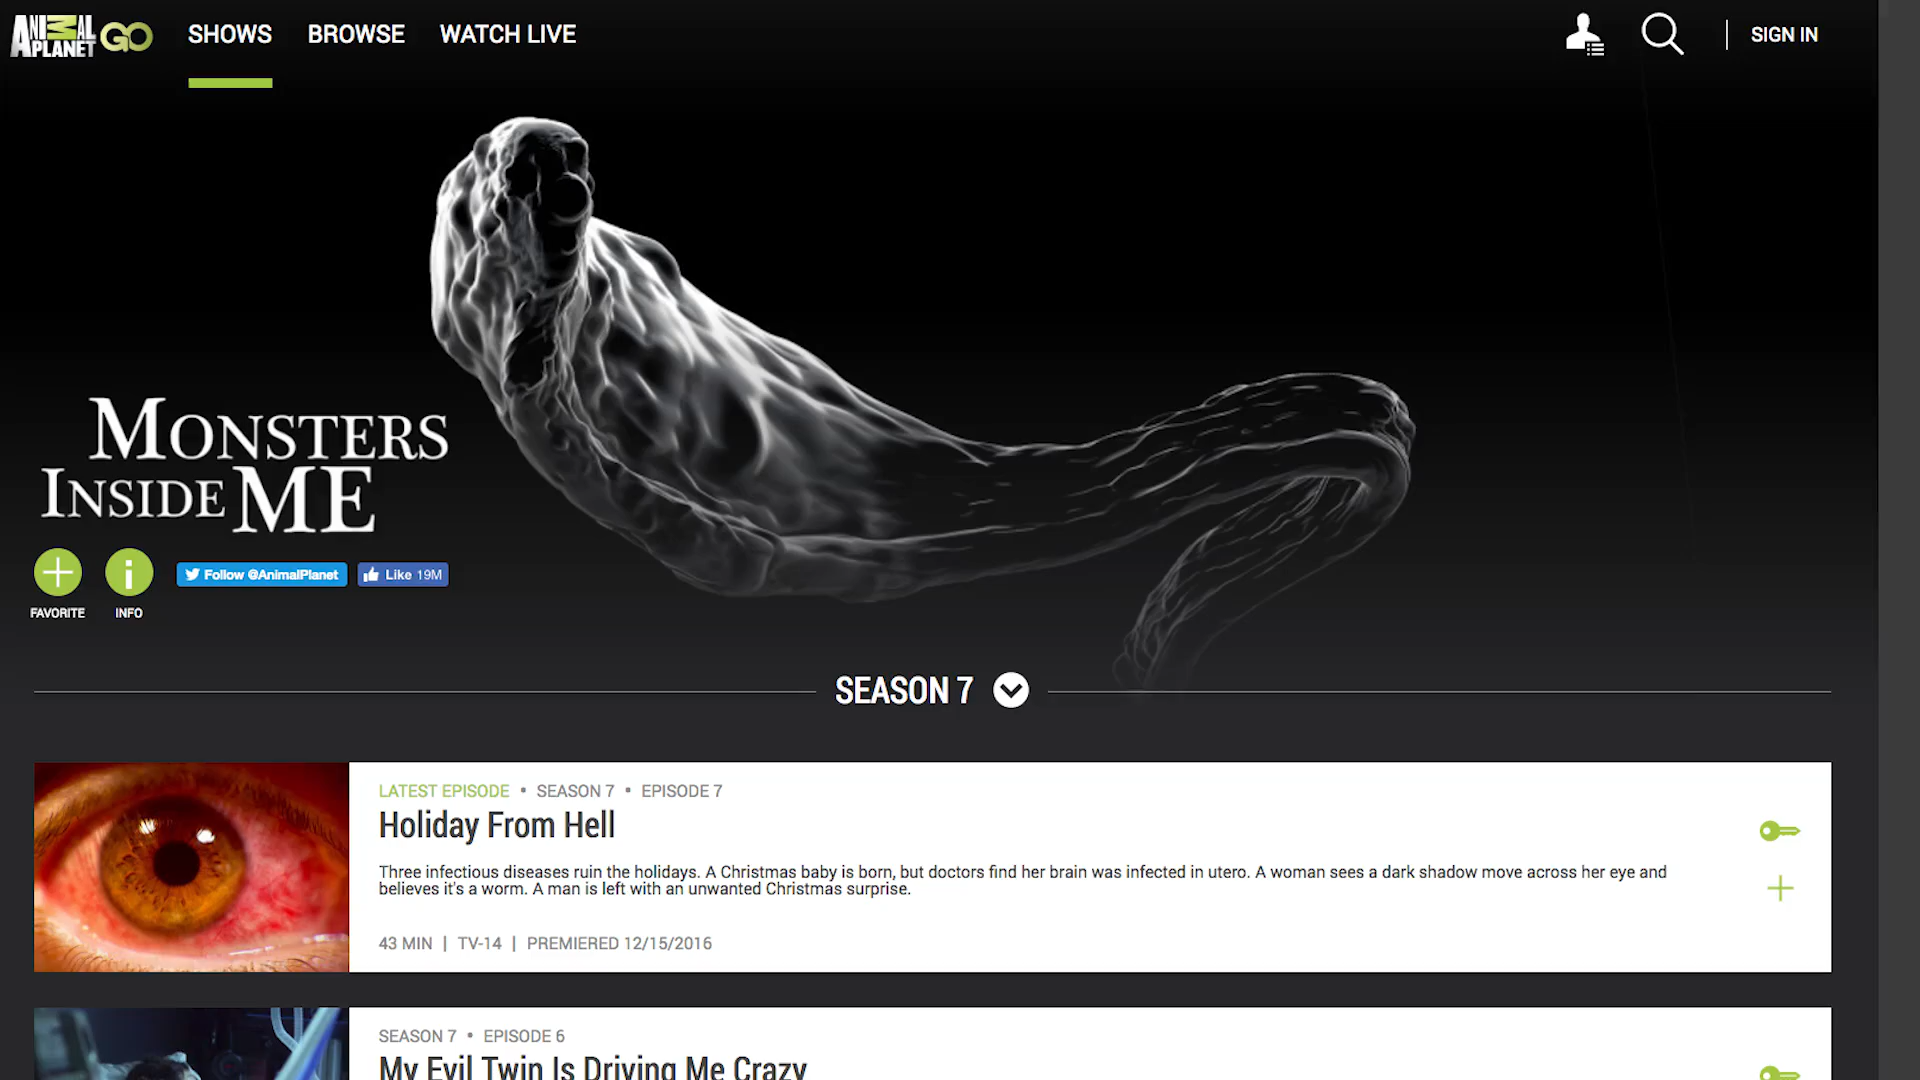 ANIMAL PLANET GO
SHOWS BROWSE WATCH LIVE SIGN IN
MONSTERS
INSIDE ME
Follow @AnimalPlanet Like 19M
FAVORITE INFO
SEASON 7
LATEST EPISODE • SEASON 7 • EPISODE 7
Holiday From Hell
Three infectious diseases ruin the holidays. A Christmas baby is born, but doctors find her brain was infected in utero. A woman sees a dark shadow move across her eye and
believes it's a worm. A man is left with an unwanted Christmas surprise.
43 MIN | TV-14 | PREMIERED 12/15/2016
SEASON 7 • EPISODE 6
My Evil Twin Is Driving Me Crazy